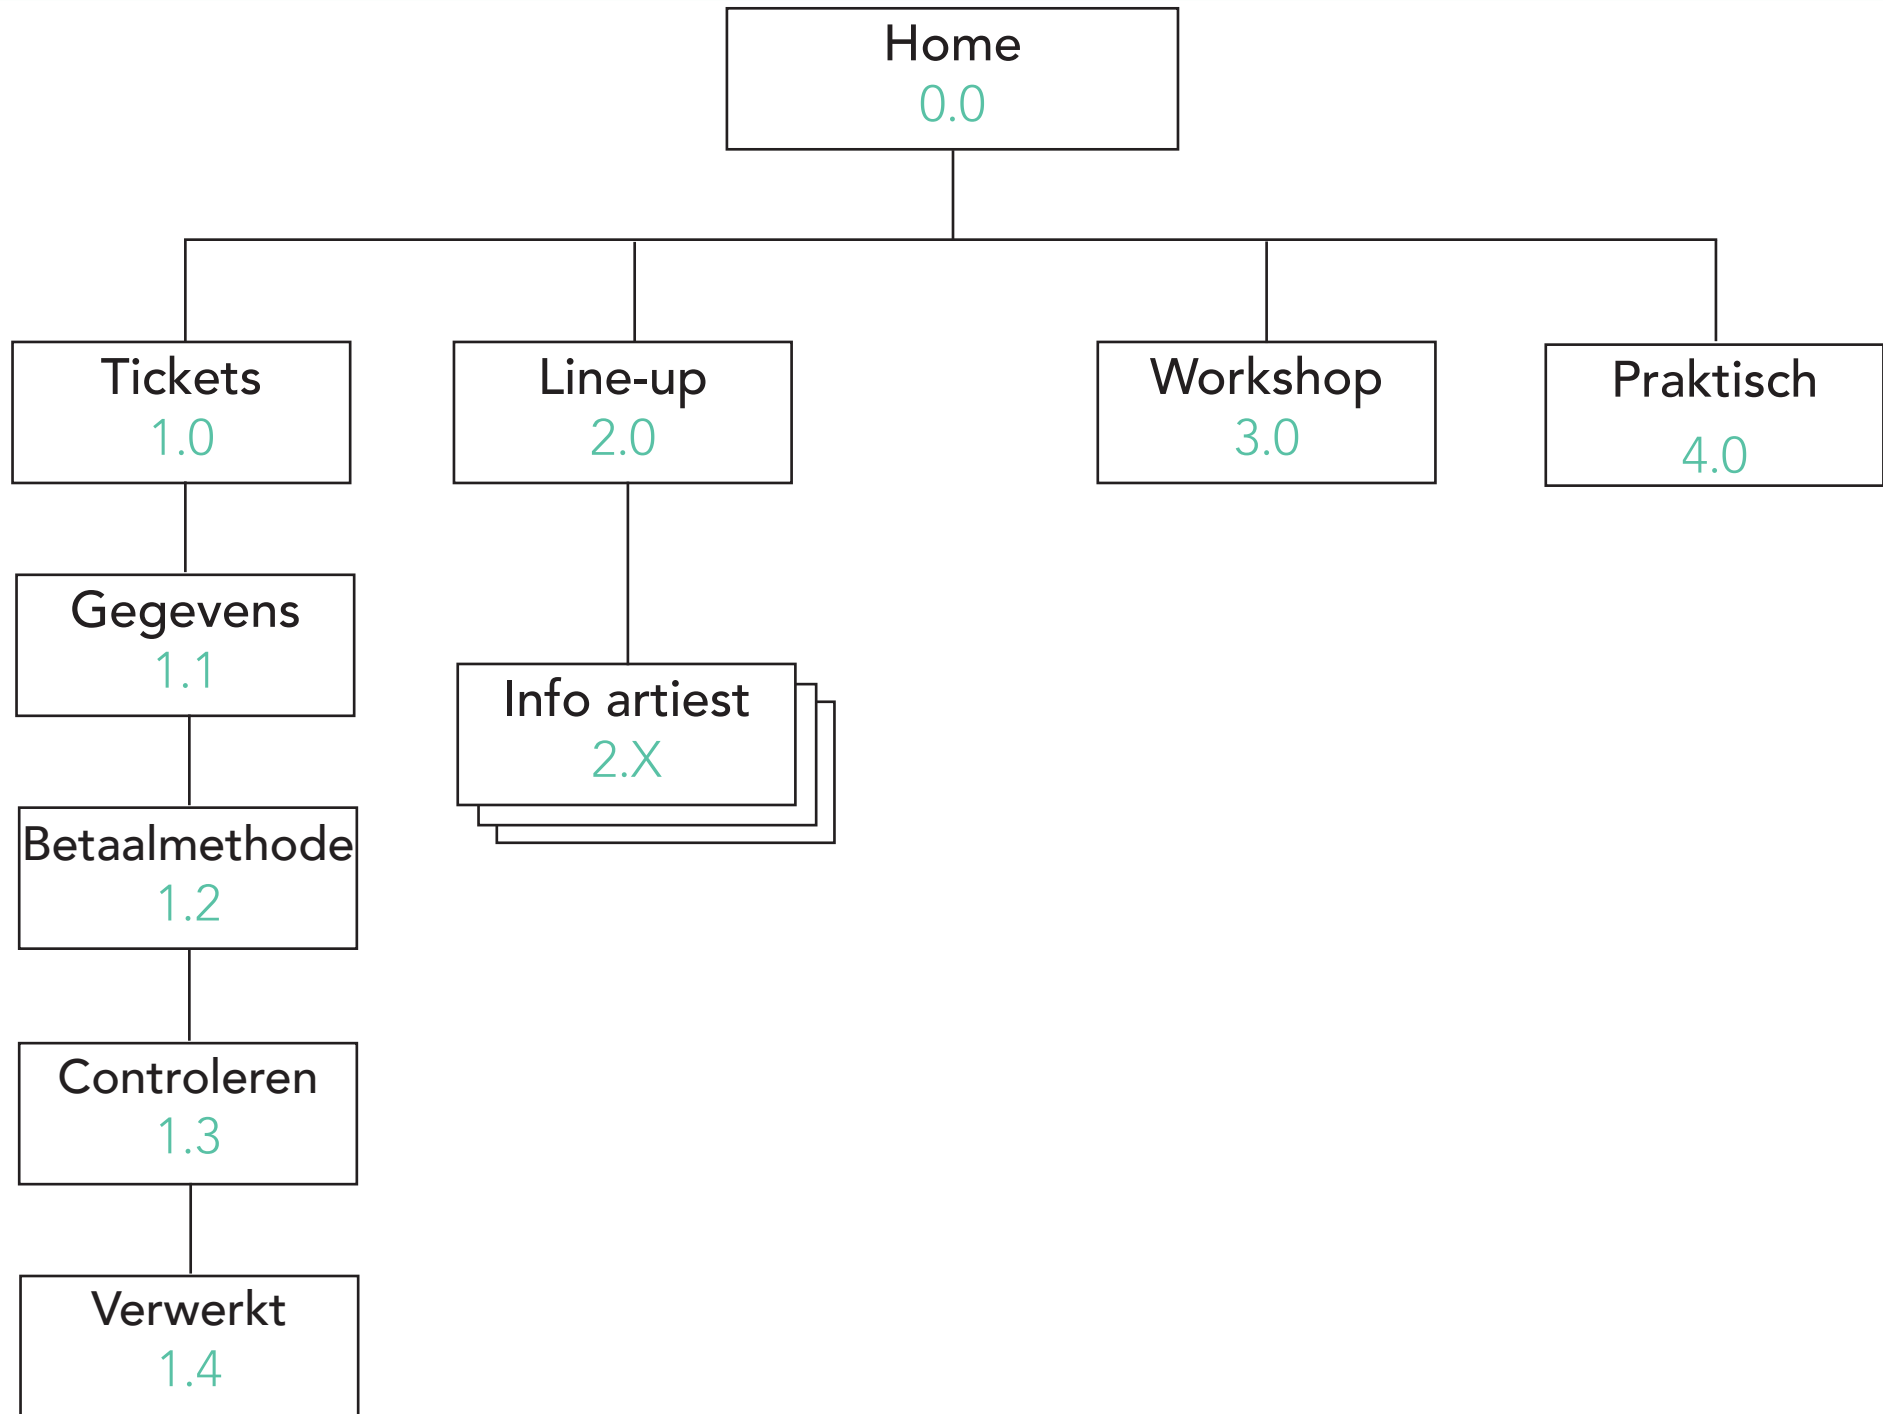 Home
0.0
Tickets
1.0
Line-up
2.0
Workshop
3.0
Praktisch
4.0
Gegevens
1.1
Info artiest
2.X
Betaalmethode
1.2
Controleren
1.3
Verwerkt
1.4